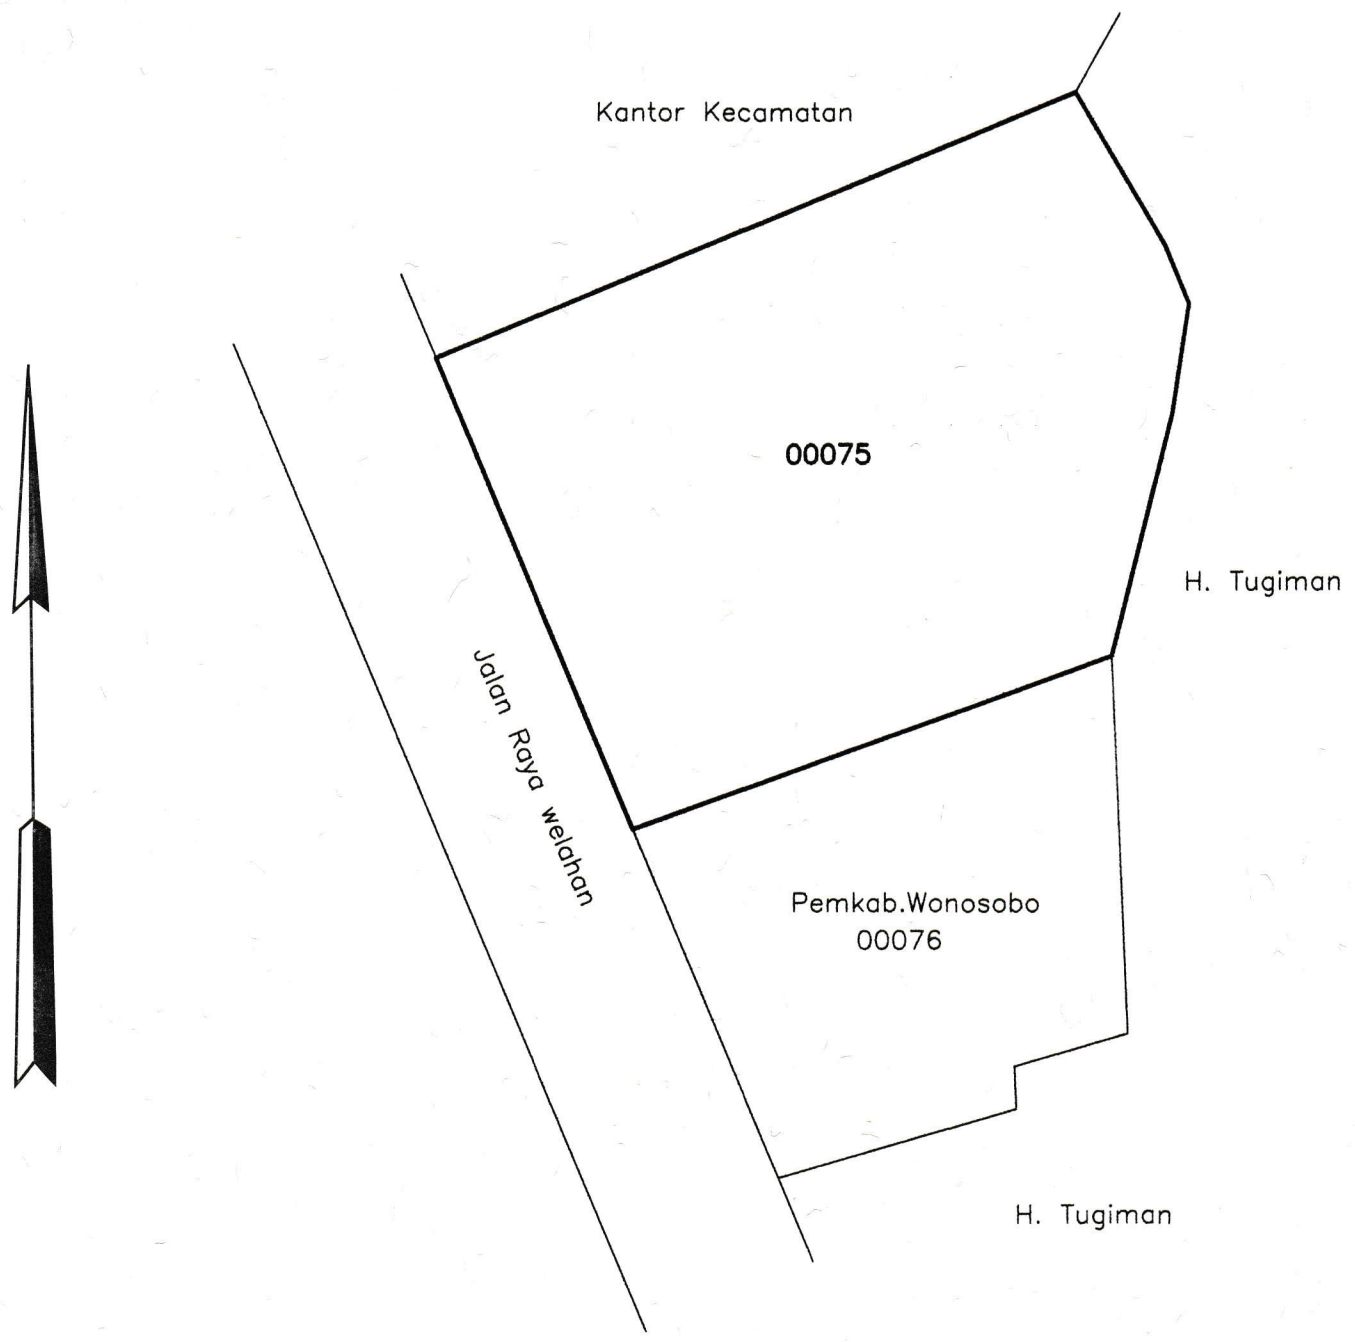 Kantor Kecamatan
00075
H. Tugiman
Jalan Raya welahan
Pemkab.Wonosobo
00076
H. Tugiman